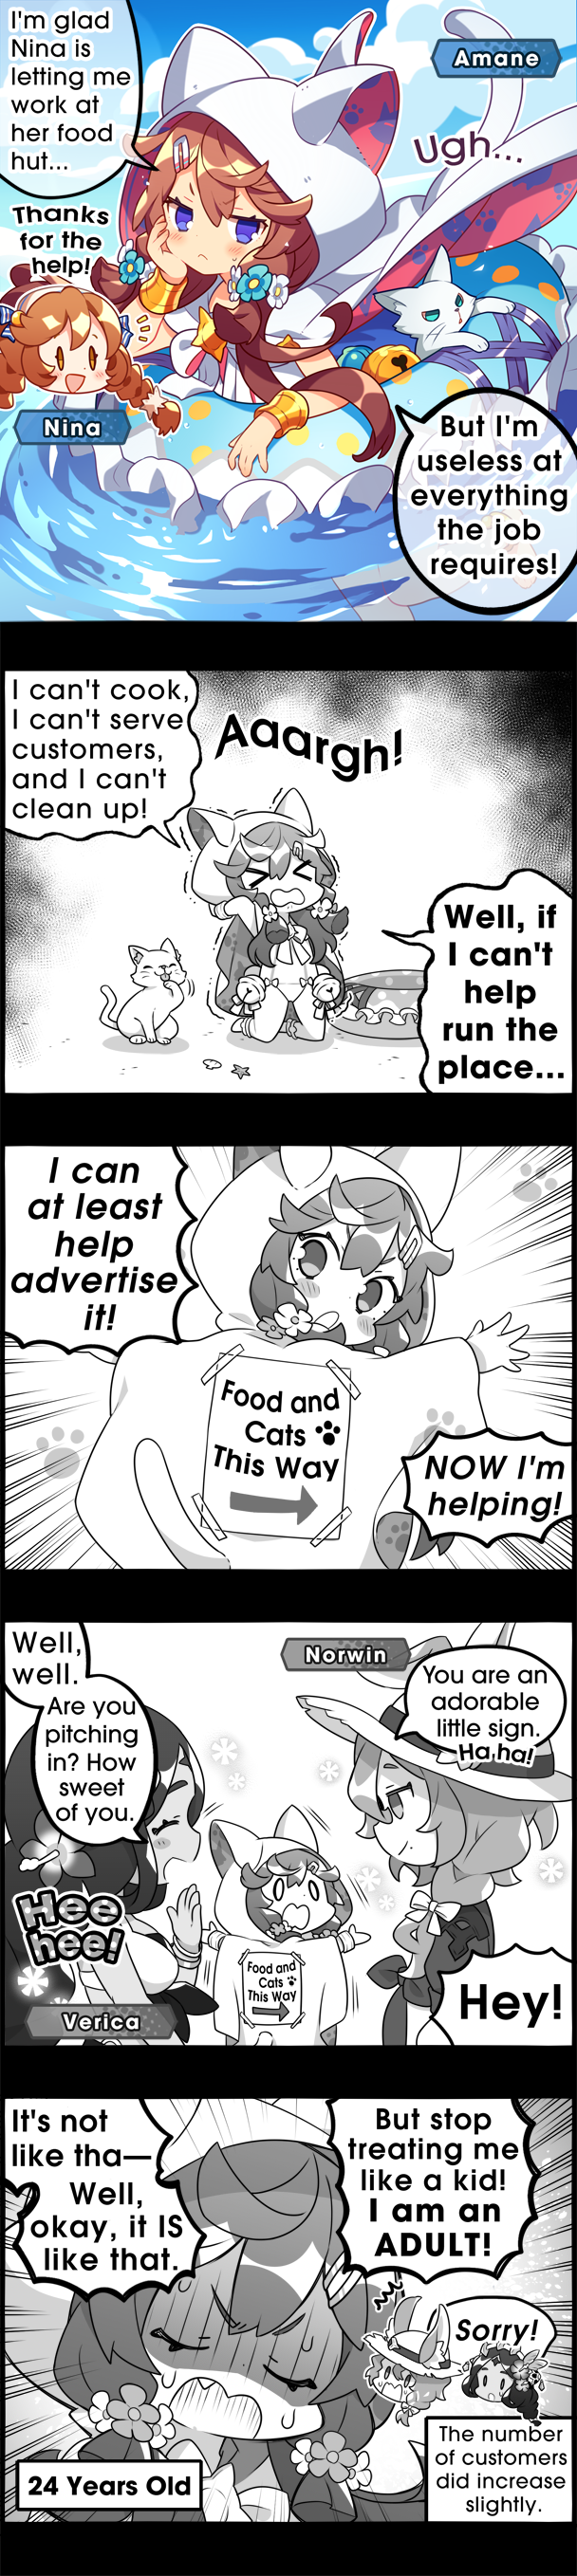 I'm glad
Nina is
letting me
work at
her food
hut...
Amane
Ugh...
Thanks
for the
help!
Nina
But I'm
useless at
everything
the job
requires!
I can't cook,
I can't serve
customers,
and I can't
clean up!
Aaargh!
Well, if
I can't
help
run the
place...
I can
at least
help
advertise
it!
Food and
Cats
This Way
NOW I'm
helping!
Well,
well.
Are you
pitching
in? How
sweet
of you.
Norwin
You are an
adorable
little sign.
Ha,ha!
Hee
hee!
Verica
Food and
Cats
This Way
Hey!
It's not
like tha—
Well,
okay, it IS
like that.
But stop
treating me
like a kid!
I am an
ADULT!
Sorry!
24 Years Old
The number
of customers
did increase
slightly.